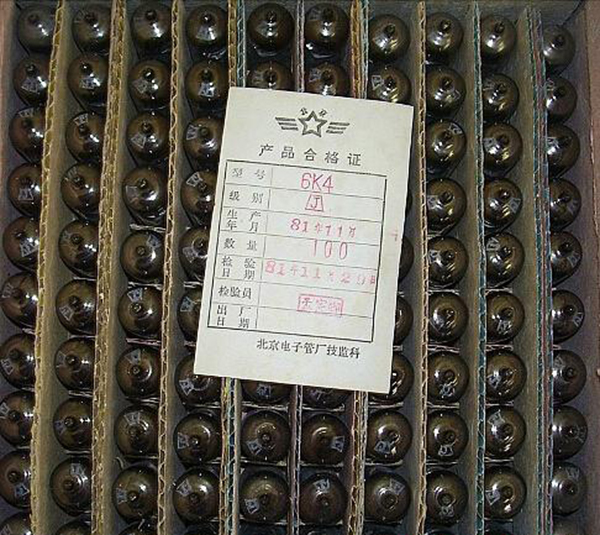 北京
产品合格证
型号 6K4
级别 J
生产年月 81年11月
数量 100
检验日期 81年11月20日
检验员
出厂日期
北京电子管厂技监科